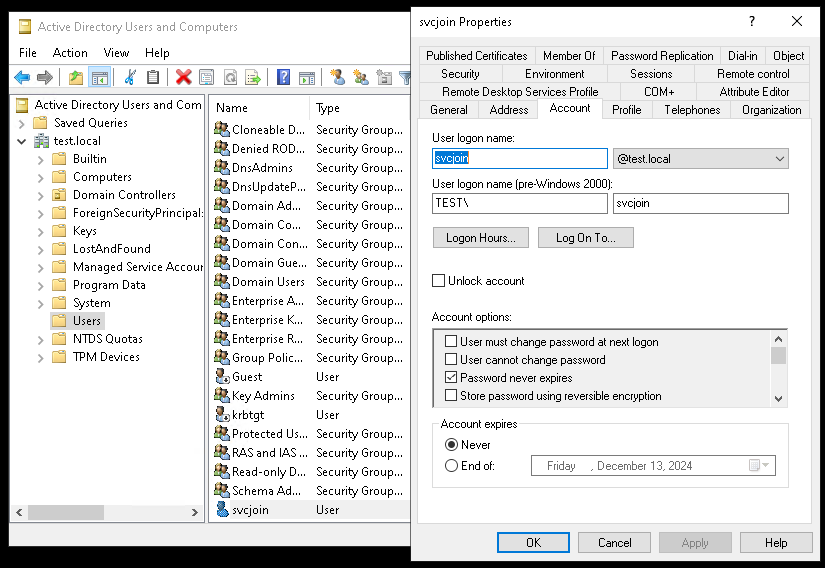 Active Directory Users and Computers
File Action View Help
Active Directory Users and Com
Saved Queries
test.local
Builtin
Computers
Domain Controllers
ForeignSecurityPrincipal:
Keys
LostAndFound
Managed Service Accour
Program Data
System
Users
NTDS Quotas
TPM Devices
Name Type
Cloneable D... Security Group...
Denied ROD... Security Group...
DnsAdmins Security Group...
DnsUpdateP... Security Group...
Domain Ad... Security Group...
Domain Co... Security Group...
Domain Con... Security Group...
Domain Gue... Security Group...
Domain Users Security Group...
Enterprise A... Security Group...
Enterprise K... Security Group...
Enterprise R... Security Group...
Group Polic... Security Group...
Guest User
Key Admins Security Group...
krbtgt User
Protected Us... Security Group...
RAS and IAS ... Security Group...
Read-only D... Security Group...
Schema Ad... Security Group...
svcjoin User
svcjoin Properties
Published Certificates Member Of Password Replication Dial-in Object
Security Environment Sessions Remote control
Remote Desktop Services Profile COM+ Attribute Editor
General Address Account Profile Telephones Organization
User logon name:
svcjoin @test.local
User logon name (pre-Windows 2000):
TEST\ svcjoin
Logon Hours... Log On To...
Unlock account
Account options:
User must change password at next logon
User cannot change password
Password never expires
Store password using reversible encryption
Account expires
Never
End of: Friday , December 13, 2024
OK Cancel Apply Help